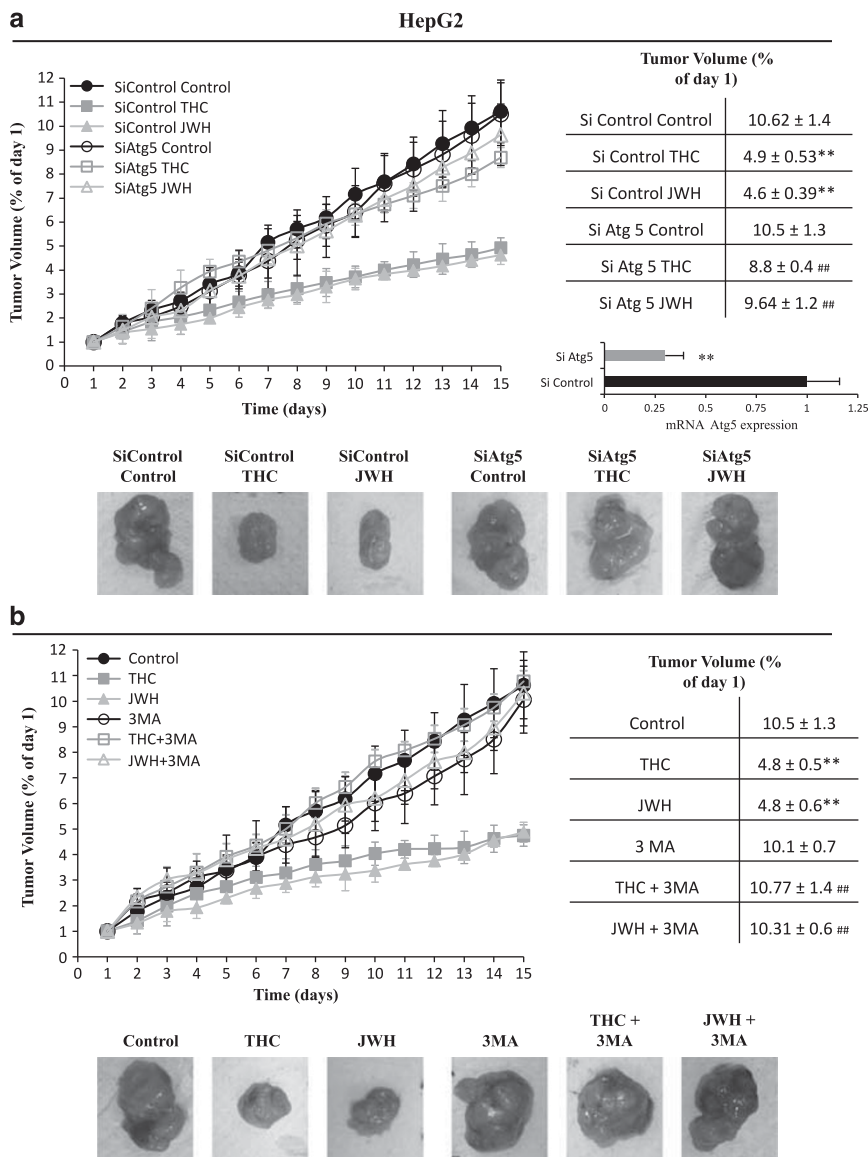 a
HepG2
Tumor Volume (% of day 1)
12
11
10
9
8
7
6
5
4
3
2
1
0
SiControl Control
SiControl THC
SiControl JWH
SiAtg5 Control
SiAtg5 THC
SiAtg5 JWH
0 1 2 3 4 5 6 7 8 9 10 11 12 13 14 15
Time (days)
Tumor Volume (%
of day 1)
Si Control Control 10.62 ± 1.4
Si Control THC 4.9 ± 0.53**
Si Control JWH 4.6 ± 0.39**
Si Atg 5 Control 10.5 ± 1.3
Si Atg 5 THC 8.8 ± 0.4 ##
Si Atg 5 JWH 9.64 ± 1.2 ##
Si Atg5 **
Si Control
0 0.25 0.5 0.75 1 1.25
mRNA Atg5 expression
SiControl SiControl SiControl SiAtg5 SiAtg5 SiAtg5
Control THC JWH Control THC JWH
b
Tumor Volume (% of day 1)
12
11
10
9
8
7
6
5
4
3
2
1
0
Control
THC
JWH
3MA
THC+3MA
JWH+3MA
0 1 2 3 4 5 6 7 8 9 10 11 12 13 14 15
Time (days)
Tumor Volume (%
of day 1)
Control 10.5 ± 1.3
THC 4.8 ± 0.5**
JWH 4.8 ± 0.6**
3 MA 10.1 ± 0.7
THC + 3MA 10.77 ± 1.4 ##
JWH + 3MA 10.31 ± 0.6 ##
THC + JWH +
Control THC JWH 3MA 3MA 3MA